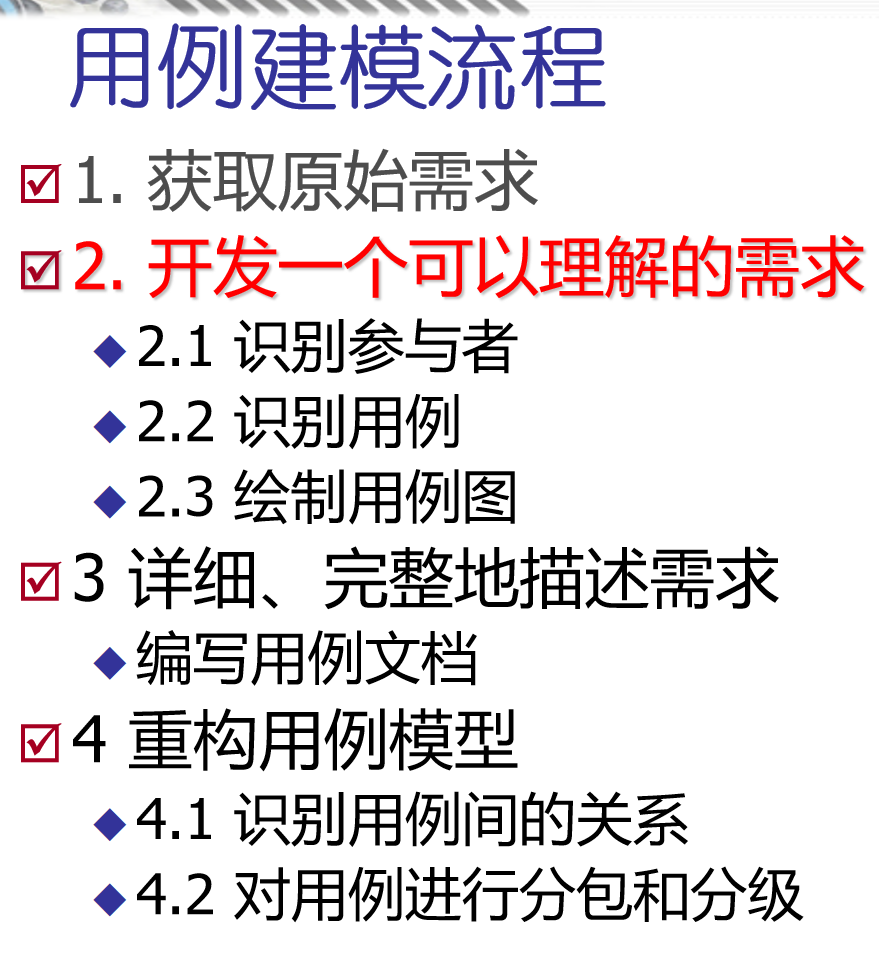 用例建模流程
1. 获取原始需求
2. 开发一个可以理解的需求
2.1 识别参与者
2.2 识别用例
2.3 绘制用例图
3 详细、完整地描述需求
编写用例文档
4 重构用例模型
4.1 识别用例间的关系
4.2 对用例进行分包和分级